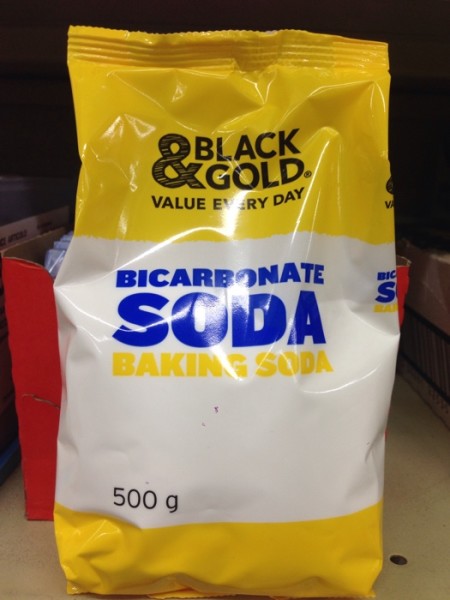 &BLACK
&GOLD®
VALUE EVERY DAY
BICARBONATE
SODA
BAKING SODA
500 g